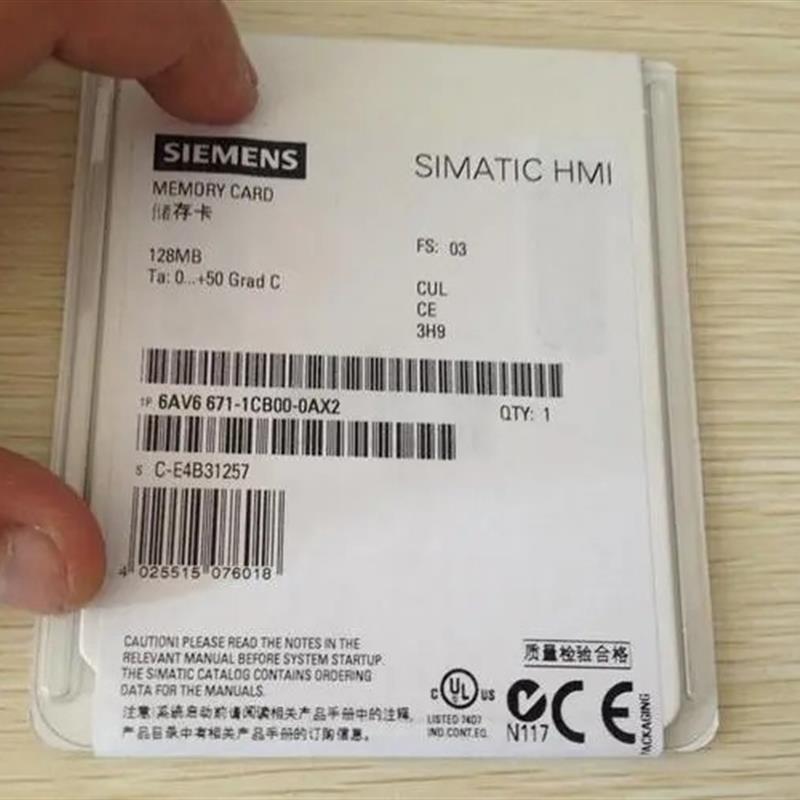 SIEMENS
SIMATIC HMI
MEMORY CARD
储存卡
128MB
FS: 03
Ta: 0...+50 Grad C
CUL
CE
3H9
1P 6AV6 671-1CB00-0AX2
QTY: 1
S C-E4B31257
4 025515 076018
CAUTION! PLEASE READ THE NOTES IN THE
RELEVANT MANUAL BEFORE SYSTEM STARTUP.
THE SIMATIC CATALOG CONTAINS ORDERING
DATA FOR THE MANUALS.
注意:系统启动前请阅读相关产品手册中的注释,
产品目录中有相关产品手册的订购信息。
质量检验合格
C UL US
LISTED 74D7
IND.CONT.EQ.
N117
CE
PACKAGING